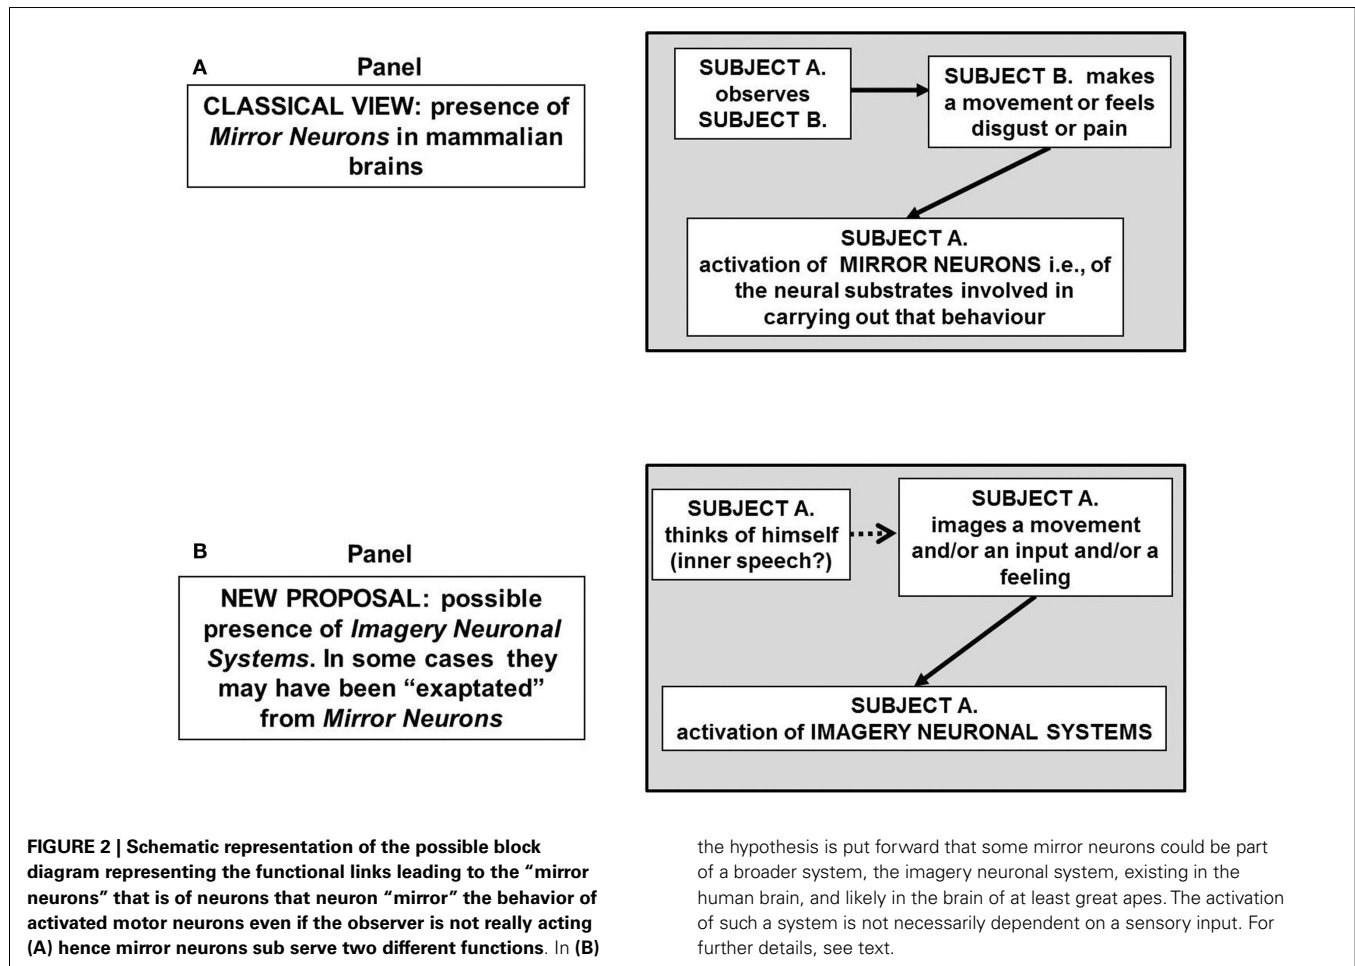 A
Panel
CLASSICAL VIEW: presence of
Mirror Neurons in mammalian
brains
SUBJECT A.
observes
SUBJECT B.
SUBJECT B. makes
a movement or feels
disgust or pain
SUBJECT A.
activation of MIRROR NEURONS i.e., of
the neural substrates involved in
carrying out that behaviour
B
Panel
NEW PROPOSAL: possible
presence of Imagery Neuronal
Systems. In some cases they
may have been “exaptated”
from Mirror Neurons
SUBJECT A.
thinks of himself
(inner speech?)
SUBJECT A.
images a movement
and/or an input and/or a
feeling
SUBJECT A.
activation of IMAGERY NEURONAL SYSTEMS
FIGURE 2 | Schematic representation of the possible block
diagram representing the functional links leading to the “mirror
neurons” that is of neurons that neuron “mirror” the behavior of
activated motor neurons even if the observer is not really acting
(A) hence mirror neurons sub serve two different functions. In (B)
the hypothesis is put forward that some mirror neurons could be part
of a broader system, the imagery neuronal system, existing in the
human brain, and likely in the brain of at least great apes. The activation
of such a system is not necessarily dependent on a sensory input. For
further details, see text.